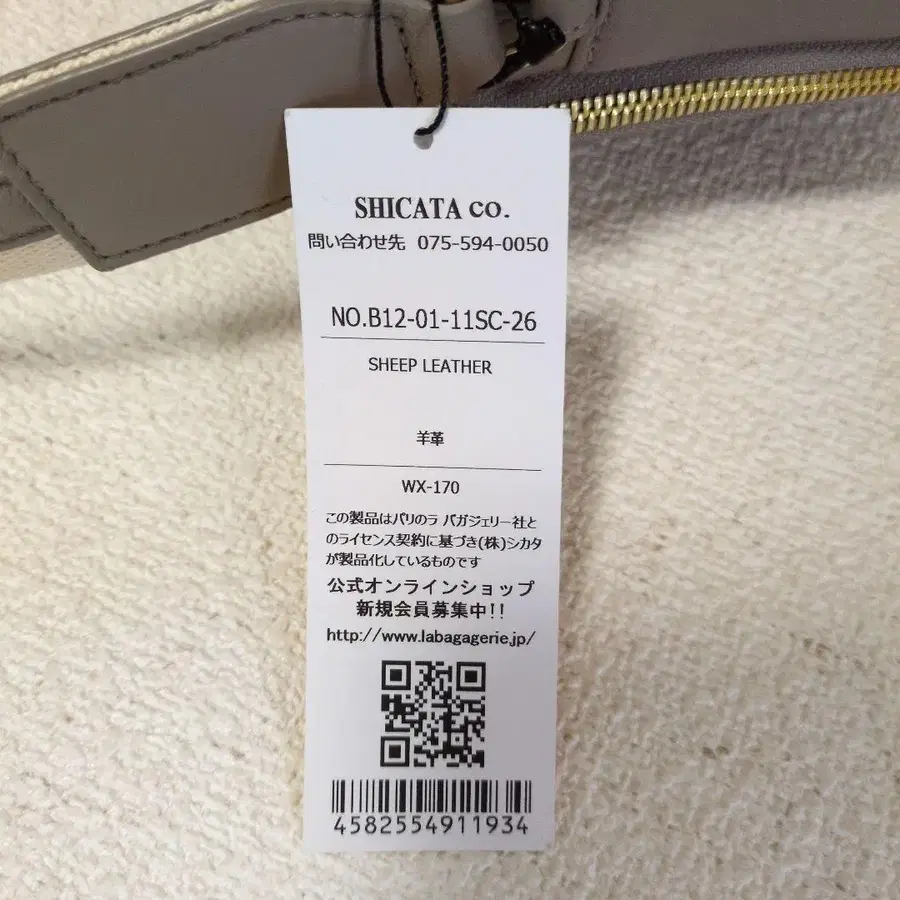 SHICATA CO.
問い合わせ先 075-594-0050
NO.B12-01-11SC-26
SHEEP LEATHER
羊革
WX-170
この製品はパリのラ バガジェリー社と
のライセンス契約に基づき(株)シカタ
が製品化しているものです
公式オンラインショップ
新規会員募集中!!
http://www.labagagerie.jp/
4582554911934